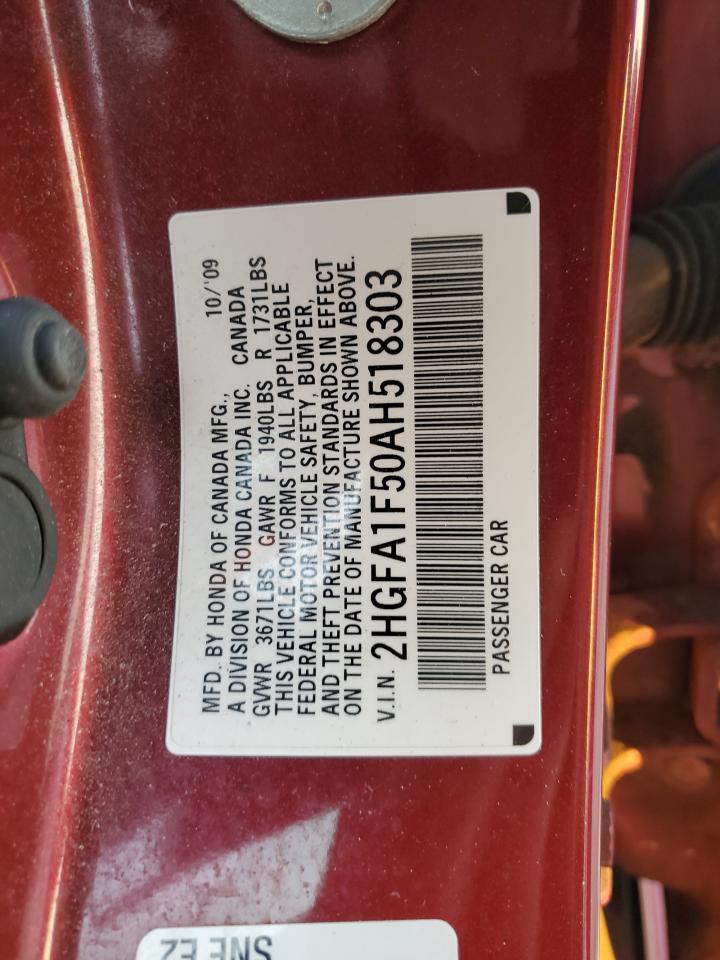 MFD. BY HONDA OF CANADA MFG., 10/'09
A DIVISION OF HONDA CANADA INC. CANADA
GVWR 3671LBS GAWR F 1940LBS R 1731LBS
THIS VEHICLE CONFORMS TO ALL APPLICABLE
FEDERAL MOTOR VEHICLE SAFETY, BUMPER,
AND THEFT PREVENTION STANDARDS IN EFFECT
ON THE DATE OF MANUFACTURE SHOWN ABOVE.
V.I.N. 2HGFA1F50AH518303
PASSENGER CAR